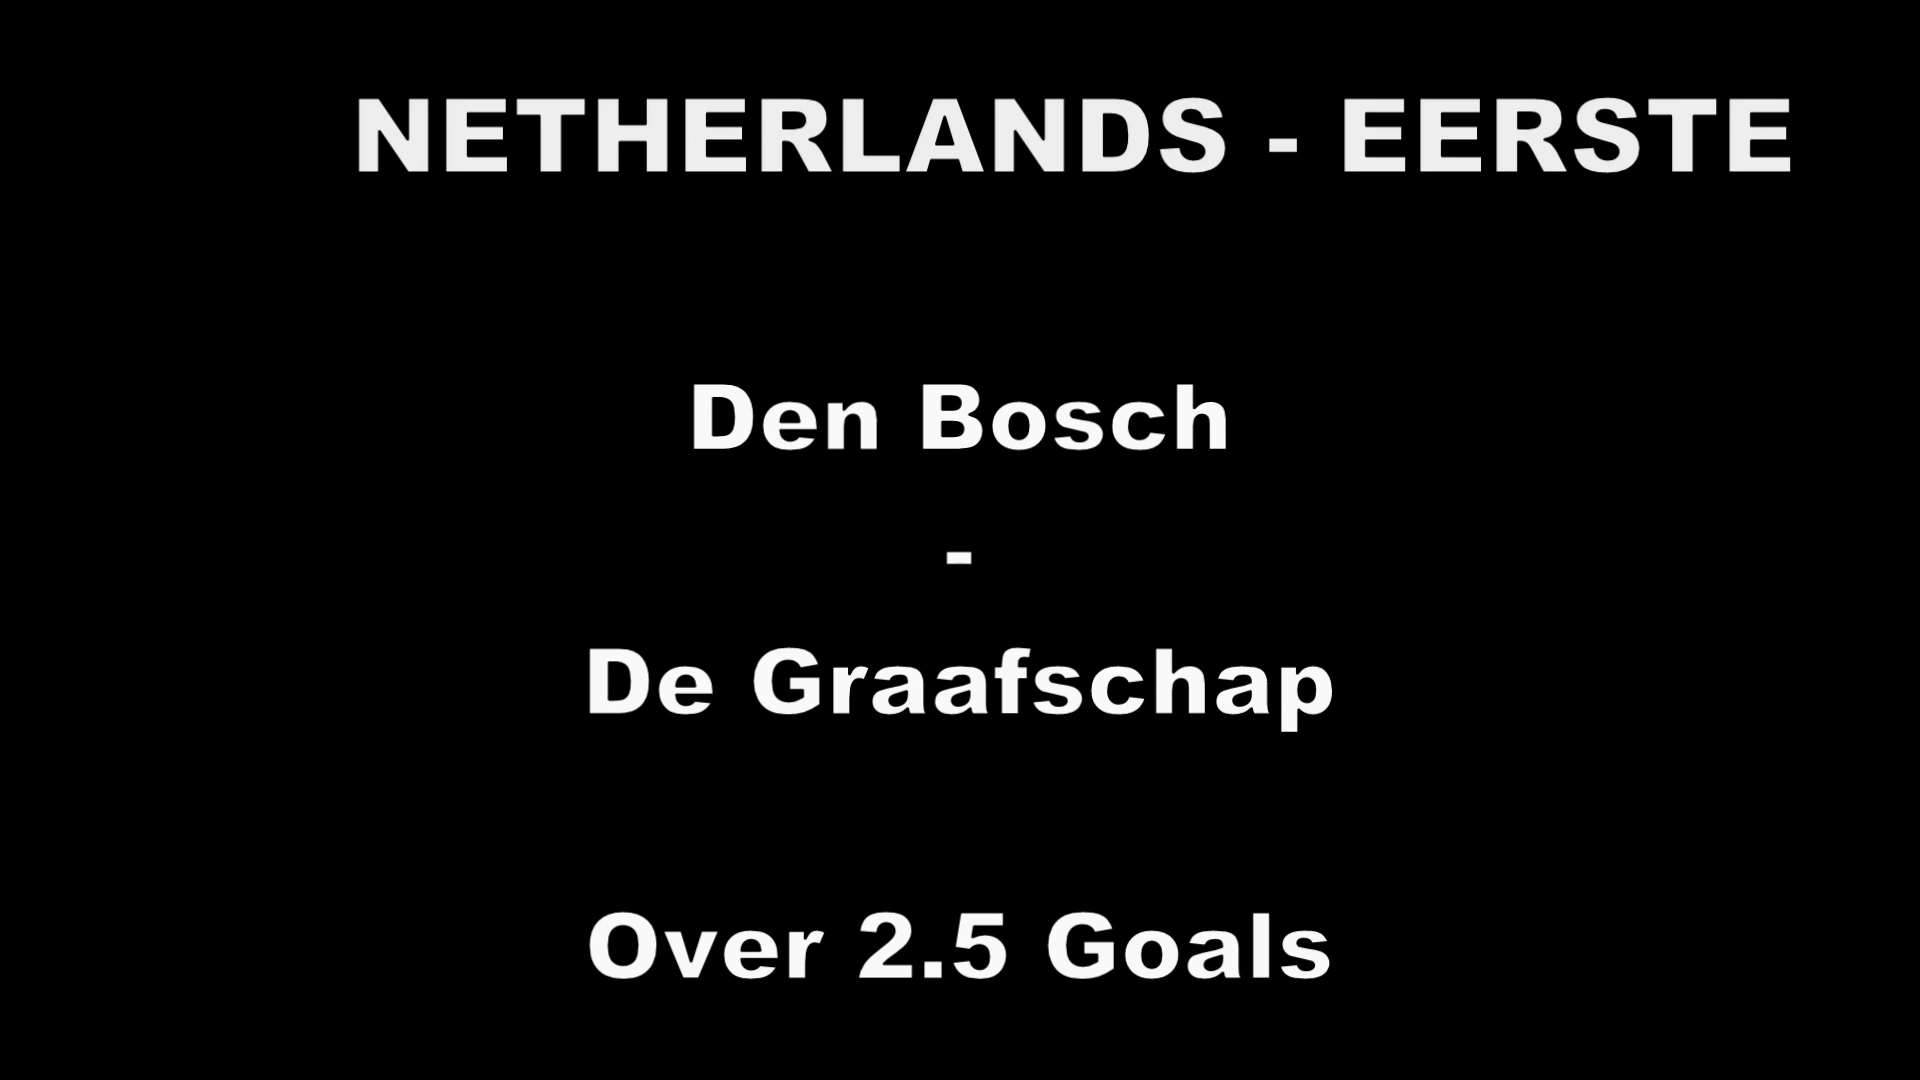 NETHERLANDS - EERSTE
Den Bosch
-
De Graafschap
Over 2.5 Goals